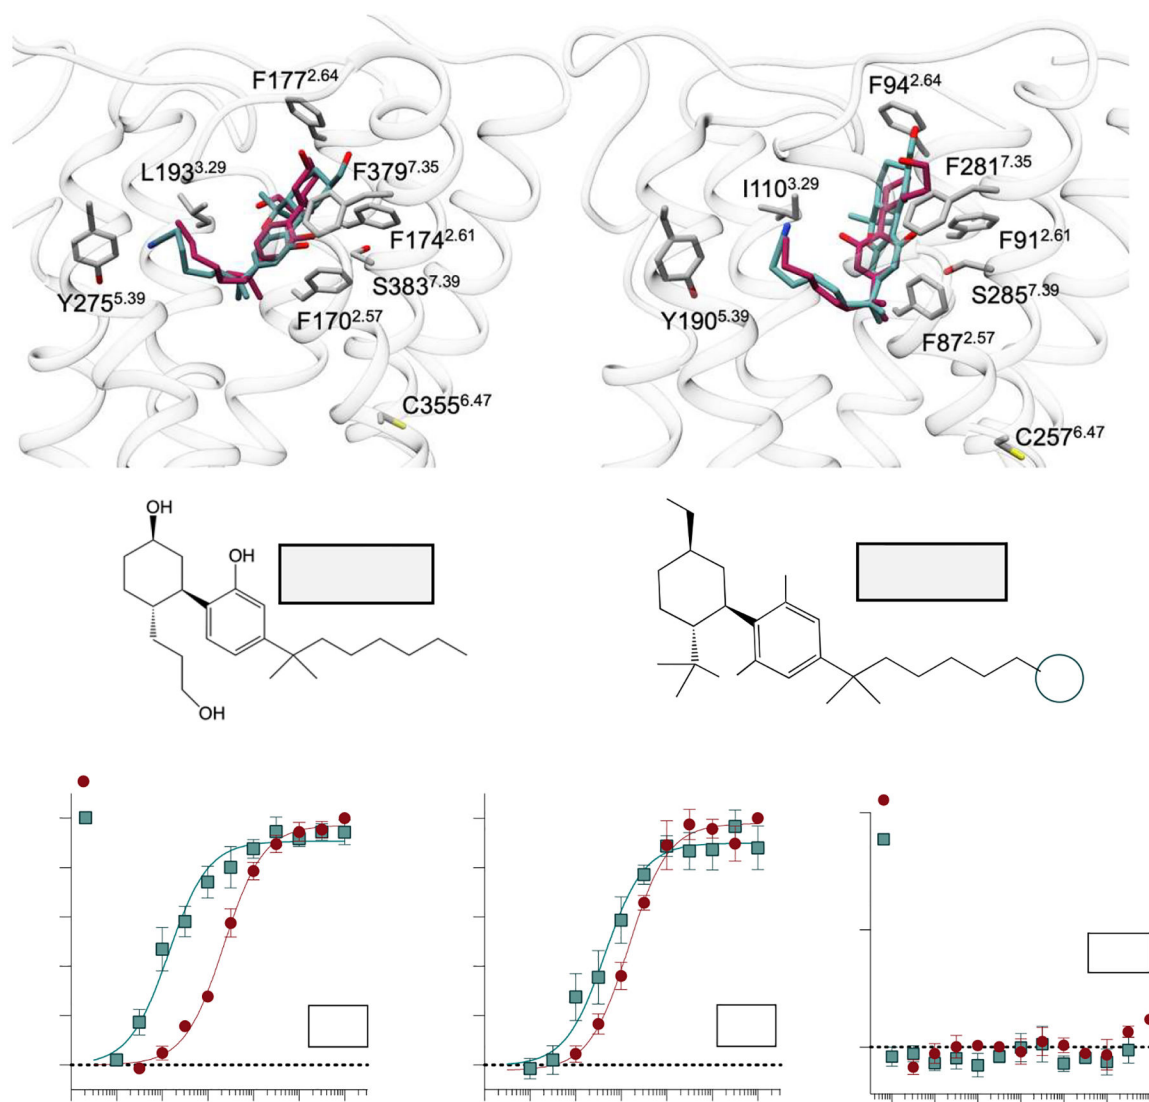 F177^2.64
F94^2.64
L193^3.29
F379^7.35
F281^7.35
I110^3.29
F174^2.61
F91^2.61
Y275^5.39
S383^7.39
S285^7.39
F170^2.57
Y190^5.39
F87^2.57
C355^6.47
C257^6.47
OH
OH
OH